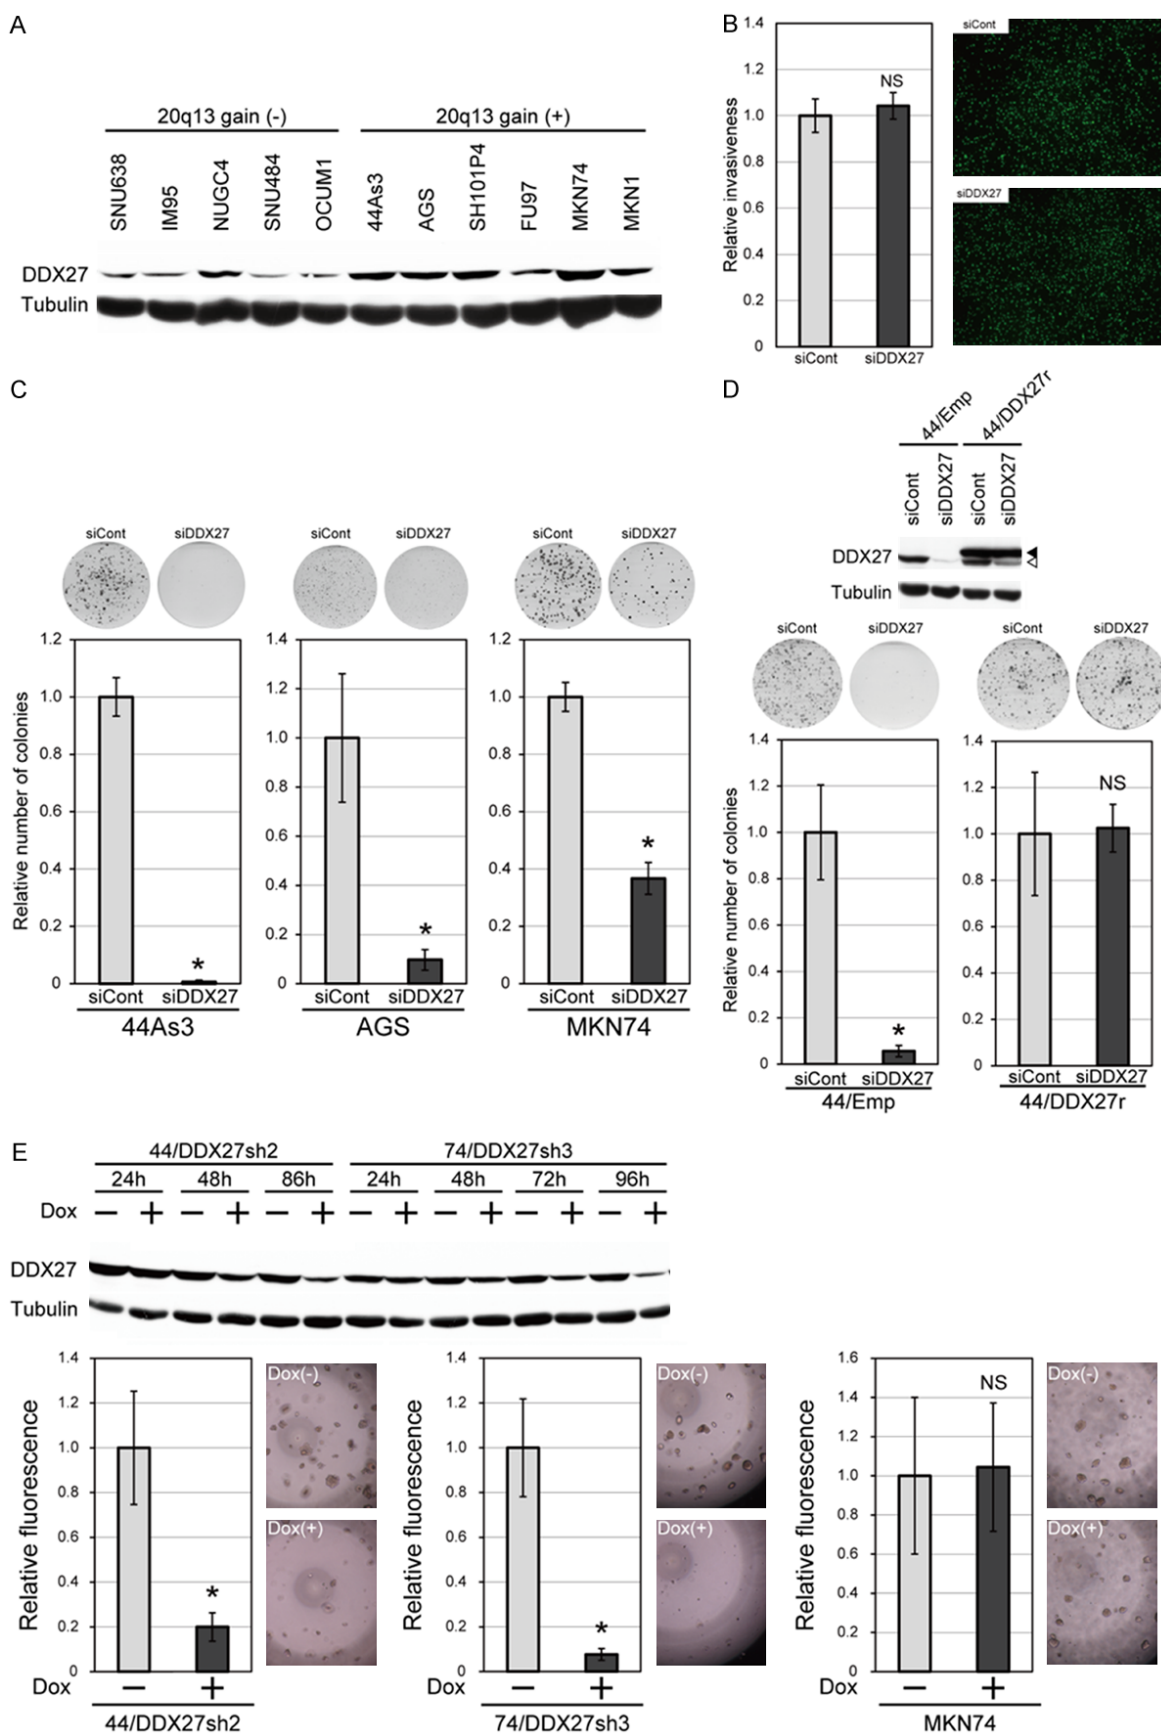 A
20q13 gain (-) 20q13 gain (+)
SNU638 IM95 NUGC4 SNU484 OCUM1 44As3 AGS SH101P4 FU97 MKN74 MKN1
DDX27
Tubulin
B
1.4
1.2
1.0
0.8
0.6
0.4
0.2
0
Relative invasiveness
NS
siCont siDDX27
siCont
siDDX27
C
siCont siDDX27 siCont siDDX27 siCont siDDX27
Relative number of colonies
1.2
1.0
0.8
0.6
0.4
0.2
0
*
siCont siDDX27
44As3
1.4
1.2
1.0
0.8
0.6
0.4
0.2
0
*
siCont siDDX27
AGS
1.2
1.0
0.8
0.6
0.4
0.2
0
*
siCont siDDX27
MKN74
D
44/Emp 44/DDX27r
siCont siDDX27 siCont siDDX27
DDX27
Tubulin
siCont siDDX27 siCont siDDX27
Relative number of colonies
1.4
1.2
1.0
0.8
0.6
0.4
0.2
0
*
siCont siDDX27
44/Emp
1.4
1.2
1.0
0.8
0.6
0.4
0.2
0
NS
siCont siDDX27
44/DDX27r
E
44/DDX27sh2 74/DDX27sh3
24h 48h 86h 24h 48h 72h 96h
Dox − + − + − + − + − + − + − +
DDX27
Tubulin
Relative fluorescence
1.4
1.2
1.0
0.8
0.6
0.4
0.2
0
*
Dox − +
44/DDX27sh2
Dox(-)
Dox(+)
Relative fluorescence
1.4
1.2
1.0
0.8
0.6
0.4
0.2
0
*
Dox − +
74/DDX27sh3
Dox(-)
Dox(+)
Relative fluorescence
1.6
1.4
1.2
1.0
0.8
0.6
0.4
0.2
0
NS
Dox − +
MKN74
Dox(-)
Dox(+)